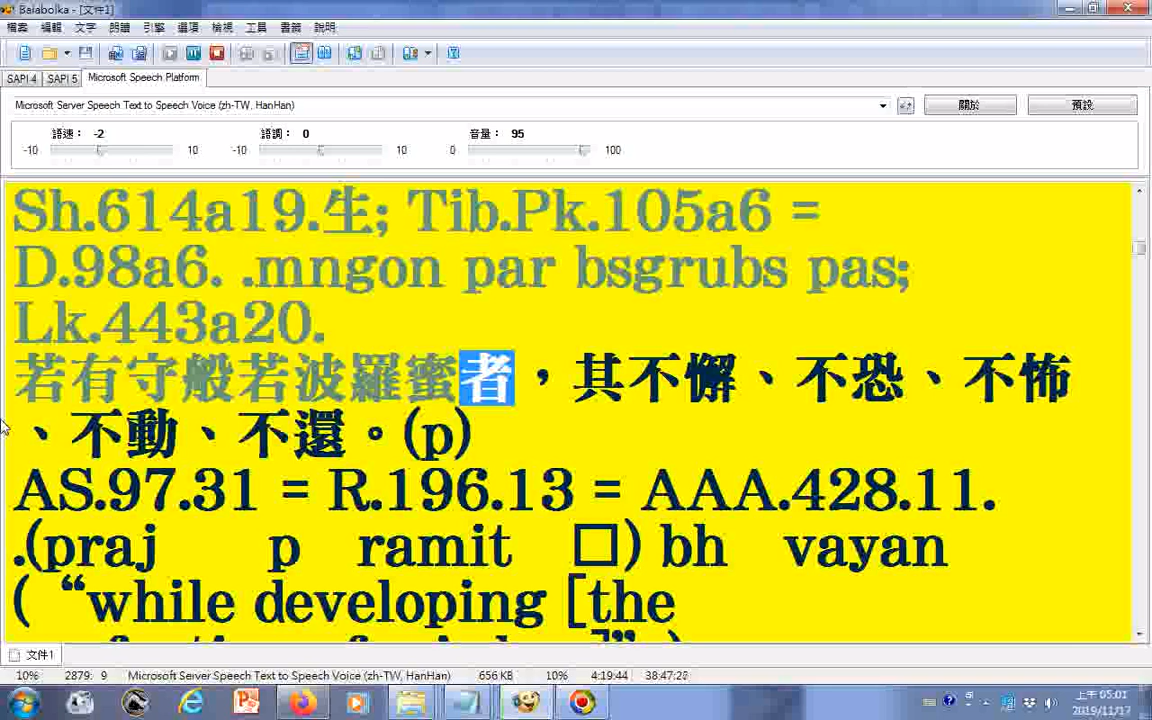 Balabolka - [文件1]
檔案 編輯 文字 朗讀 引擎 選項 檢視 工具 書籤 說明
SAPI 4 SAPI 5 Microsoft Speech Platform
Microsoft Server Speech Text to Speech Voice (zh-TW, HanHan) 關於 預設
語速： -2 語調： 0 音量： 95
-10 10 -10 10 0 100
Sh.614a19.生; Tib.Pk.105a6 =
D.98a6. .mngon par bsgrubs pas;
Lk.443a20.
若有守般若波羅蜜者，其不懈、不恐、不怖
、不動、不還。(p)
AS.97.31 = R.196.13 = AAA.428.11.
.(praj p ramit □) bh vayan
( “while developing [the
文件1
10% 2879: 9 Microsoft Server Speech Text to Speech Voice (zh-TW, HanHan) 656 KB 10% 4:19:44 38:47:28
上午 05:01
2019/11/17